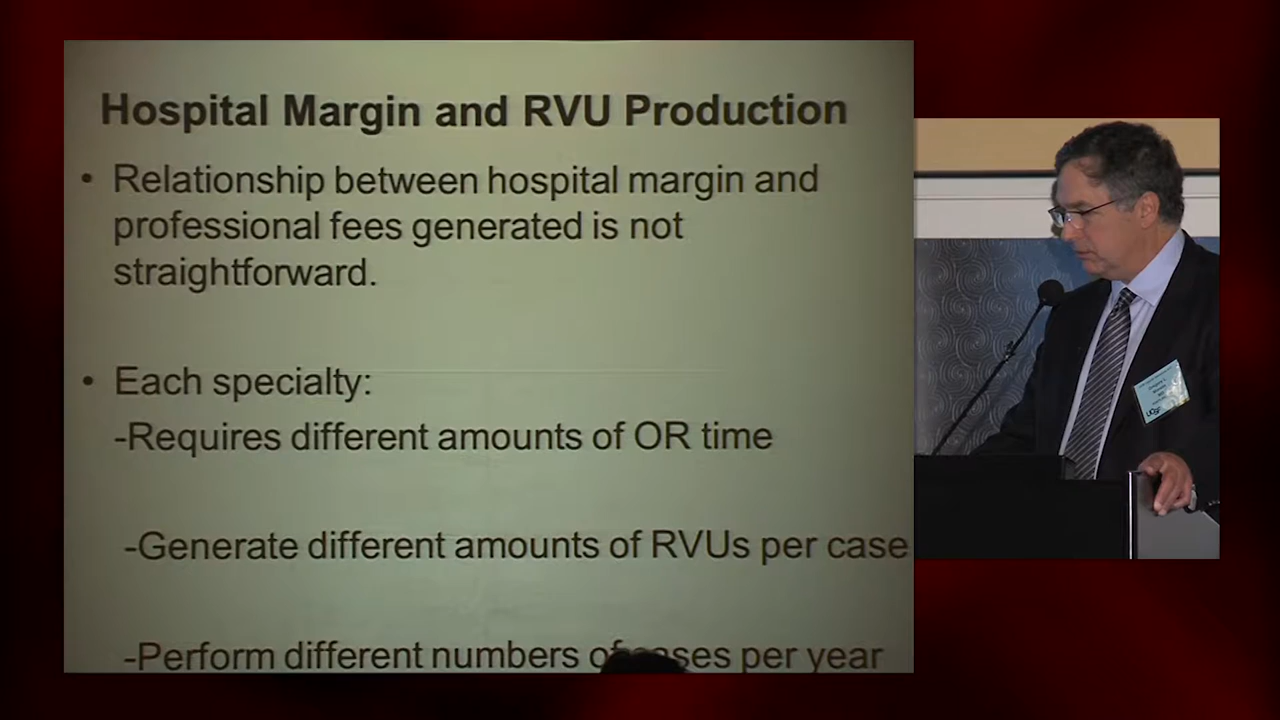 Hospital Margin and RVU Production
• Relationship between hospital margin and
professional fees generated is not
straightforward.
• Each specialty:
-Requires different amounts of OR time
-Generate different amounts of RVUs per case
-Perform different numbers of cases per year
UCSF